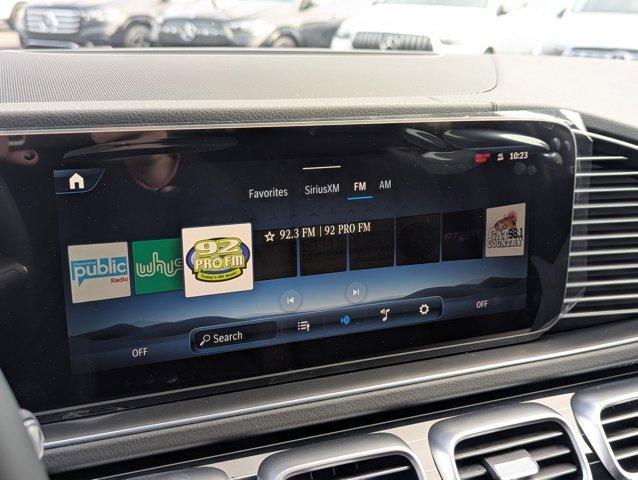 10:23
Favorites SiriusXM FM AM
92.3 FM | 92 PRO FM
public
Radio
whus
92
PRO FM
Today's Hit Music
98.1
COUNTRY
OFF
Search
OFF